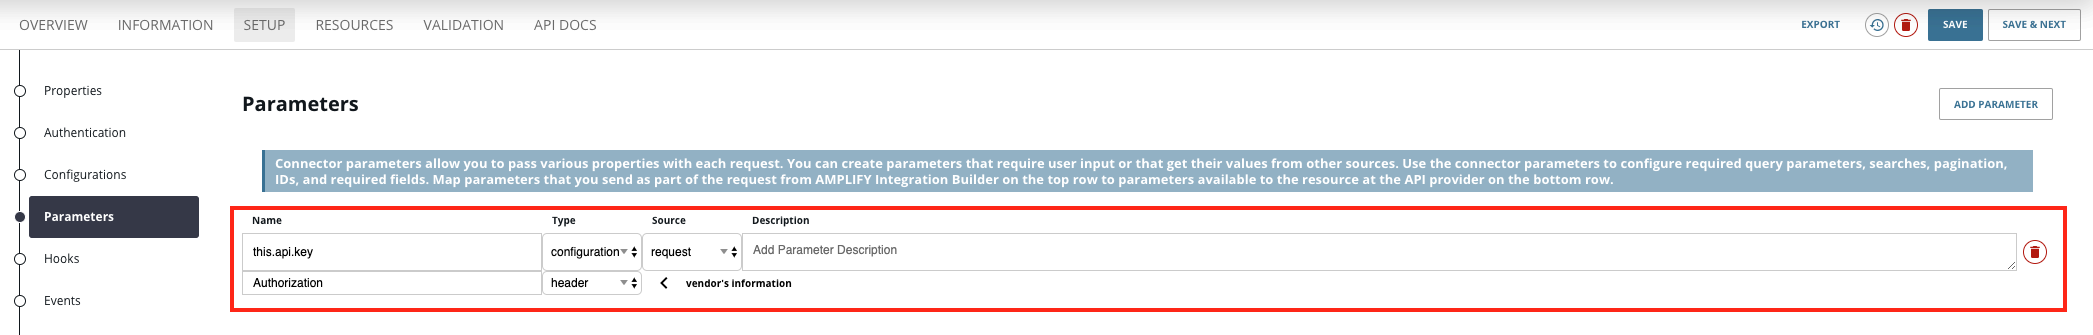 OVERVIEW INFORMATION SETUP RESOURCES VALIDATION API DOCS EXPORT SAVE SAVE & NEXT
Properties
Authentication
Configurations
Parameters
Hooks
Events
Parameters ADD PARAMETER
Connector parameters allow you to pass various properties with each request. You can create parameters that require user input or that get their values from other sources. Use the connector parameters to configure required query parameters, searches, pagination,
IDs, and required fields. Map parameters that you send as part of the request from AMPLIFY Integration Builder on the top row to parameters available to the resource at the API provider on the bottom row.
Name Type Source Description
this.api.key configuration request Add Parameter Description
Authorization header vendor's information